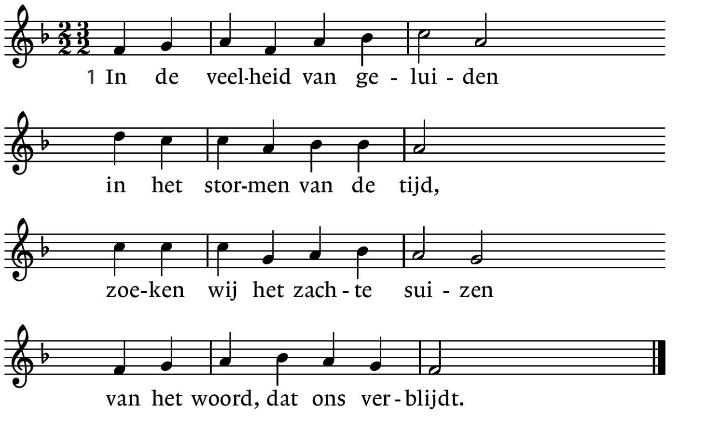 1 In de veel-heid van ge - lui - den
in het stor-men van de tijd,
zoe-ken wij het zach - te sui - zen
van het woord, dat ons ver - blijdt.